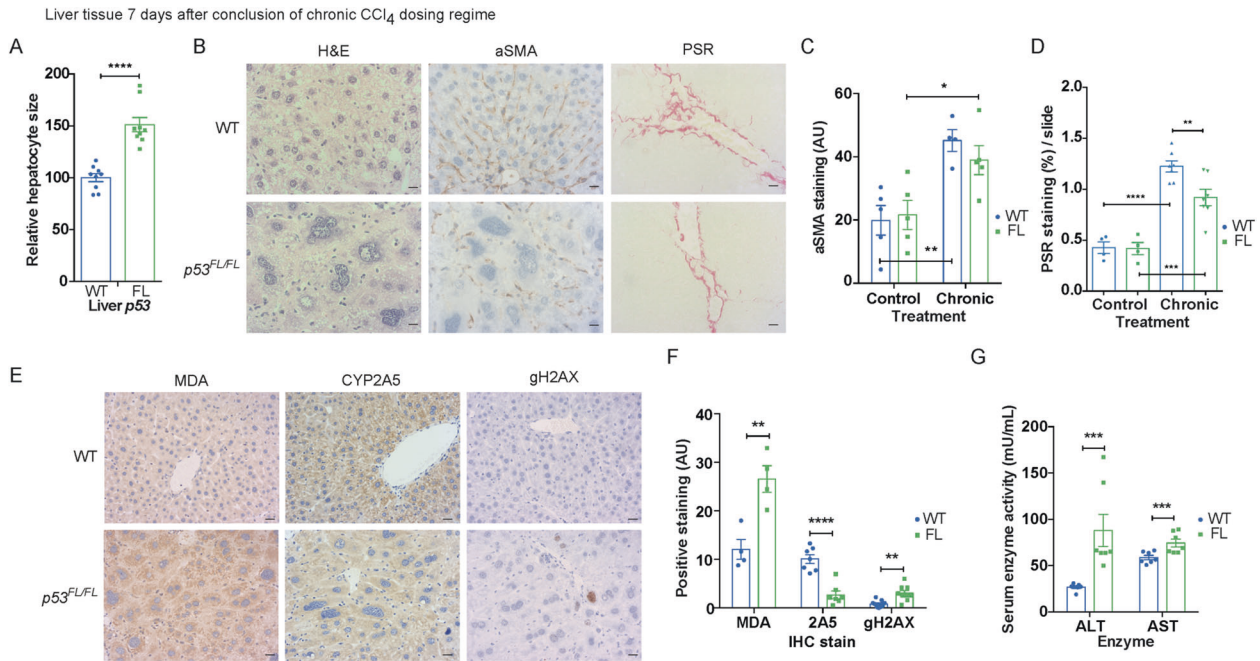 Liver tissue 7 days after conclusion of chronic CCl4 dosing regime
A
****
Relative hepatocyte size
200
150
100
50
0
WT FL
Liver p53
B
H&E aSMA PSR
WT
p53FL/FL
C
*
**
aSMA staining (AU)
60
40
20
0
WT
FL
Control Chronic
Treatment
D
**
****
***
PSR staining (%) / slide
2.0
1.5
1.0
0.5
0.0
WT
FL
Control Chronic
Treatment
E
MDA CYP2A5 gH2AX
WT
p53FL/FL
F
**
****
**
Positive staining (AU)
40
30
20
10
0
WT
FL
MDA 2A5 gH2AX
IHC stain
G
***
***
Serum enzyme activity (mU/mL)
200
150
100
50
0
WT
FL
ALT AST
Enzyme